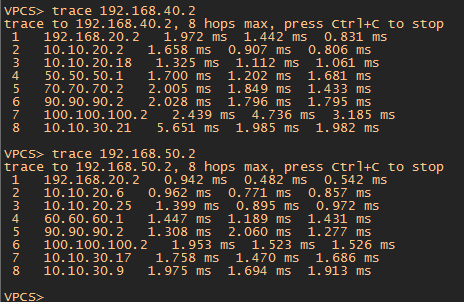 VPCS> trace 192.168.40.2
trace to 192.168.40.2, 8 hops max, press Ctrl+C to stop
1 192.168.20.2 1.972 ms 1.442 ms 0.831 ms
2 10.10.20.2 1.658 ms 0.907 ms 0.806 ms
3 10.10.20.18 1.325 ms 1.112 ms 1.061 ms
4 50.50.50.1 1.700 ms 1.202 ms 1.681 ms
5 70.70.70.2 2.005 ms 1.849 ms 1.433 ms
6 90.90.90.2 2.028 ms 1.796 ms 1.795 ms
7 100.100.100.2 2.439 ms 4.736 ms 3.185 ms
8 10.10.30.21 5.651 ms 1.985 ms 1.982 ms
VPCS> trace 192.168.50.2
trace to 192.168.50.2, 8 hops max, press Ctrl+C to stop
1 192.168.20.2 0.942 ms 0.482 ms 0.542 ms
2 10.10.20.6 0.962 ms 0.771 ms 0.857 ms
3 10.10.20.25 1.399 ms 0.895 ms 0.972 ms
4 60.60.60.1 1.447 ms 1.189 ms 1.431 ms
5 90.90.90.2 1.308 ms 2.060 ms 1.277 ms
6 100.100.100.2 1.953 ms 1.523 ms 1.526 ms
7 10.10.30.17 1.758 ms 1.470 ms 1.686 ms
8 10.10.30.9 1.975 ms 1.694 ms 1.913 ms
VPCS>